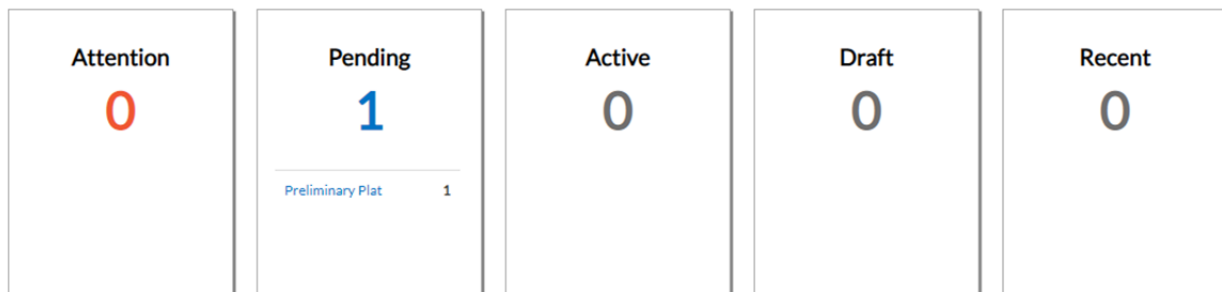 Attention
0
Pending
1
Preliminary Plat 1
Active
0
Draft
0
Recent
0